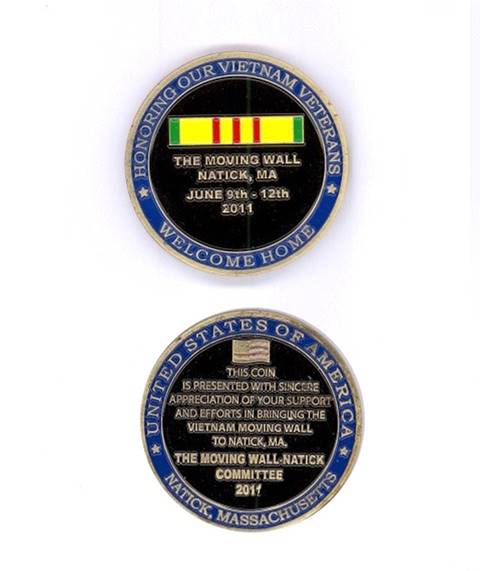 HONORING OUR VIETNAM VETERANS
THE MOVING WALL
NATICK, MA
JUNE 9th - 12th
2011
WELCOME HOME
UNITED STATES OF AMERICA
THIS COIN
IS PRESENTED WITH SINCERE
APPRECIATION OF YOUR SUPPORT
AND EFFORTS IN BRINGING THE
VIETNAM MOVING WALL
TO NATICK, MA.
THE MOVING WALL-NATICK
COMMITTEE
2011
NATICK, MASSACHUSETTS